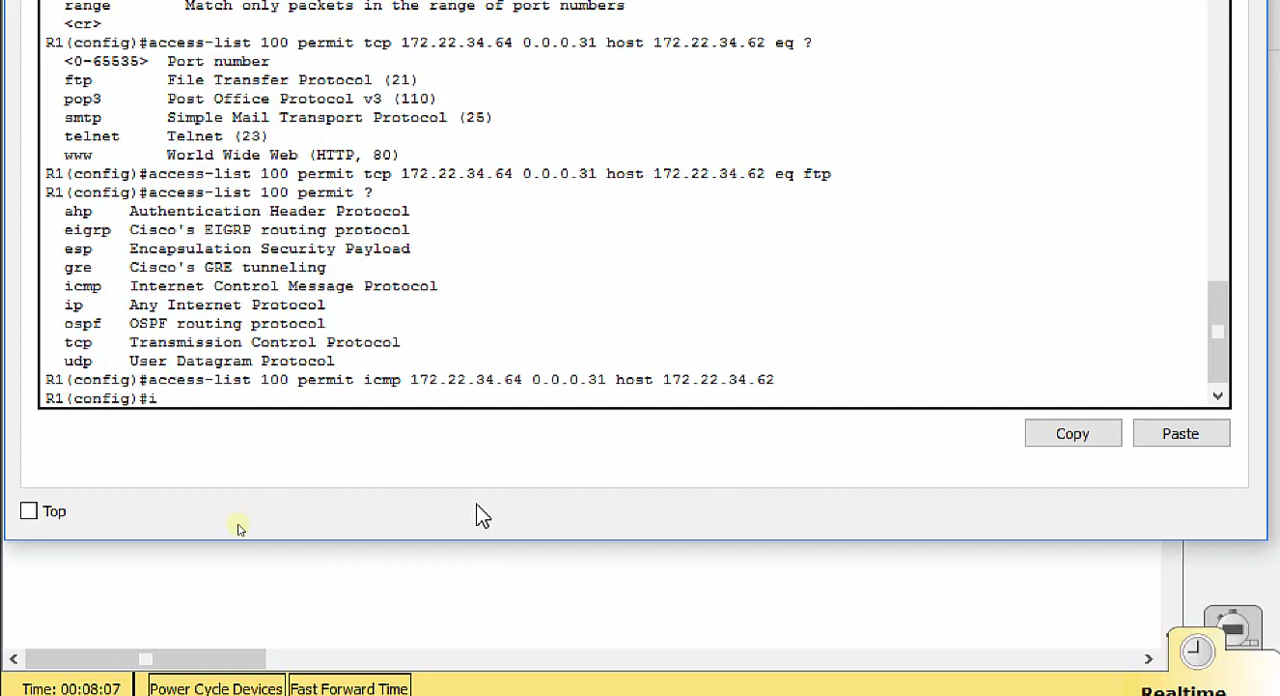 range Match only packets in the range of port numbers
<cr>
R1(config)#access-list 100 permit tcp 172.22.34.64 0.0.0.31 host 172.22.34.62 eq ?
<0-65535> Port number
ftp File Transfer Protocol (21)
pop3 Post Office Protocol v3 (110)
smtp Simple Mail Transport Protocol (25)
telnet Telnet (23)
www World Wide Web (HTTP, 80)
R1(config)#access-list 100 permit tcp 172.22.34.64 0.0.0.31 host 172.22.34.62 eq ftp
R1(config)#access-list 100 permit ?
ahp Authentication Header Protocol
eigrp Cisco's EIGRP routing protocol
esp Encapsulation Security Payload
gre Cisco's GRE tunneling
icmp Internet Control Message Protocol
ip Any Internet Protocol
ospf OSPF routing protocol
tcp Transmission Control Protocol
udp User Datagram Protocol
R1(config)#access-list 100 permit icmp 172.22.34.64 0.0.0.31 host 172.22.34.62
R1(config)#i
Copy Paste
Top
Time: 00:08:07 Power Cycle Devices Fast Forward Time
Realtime